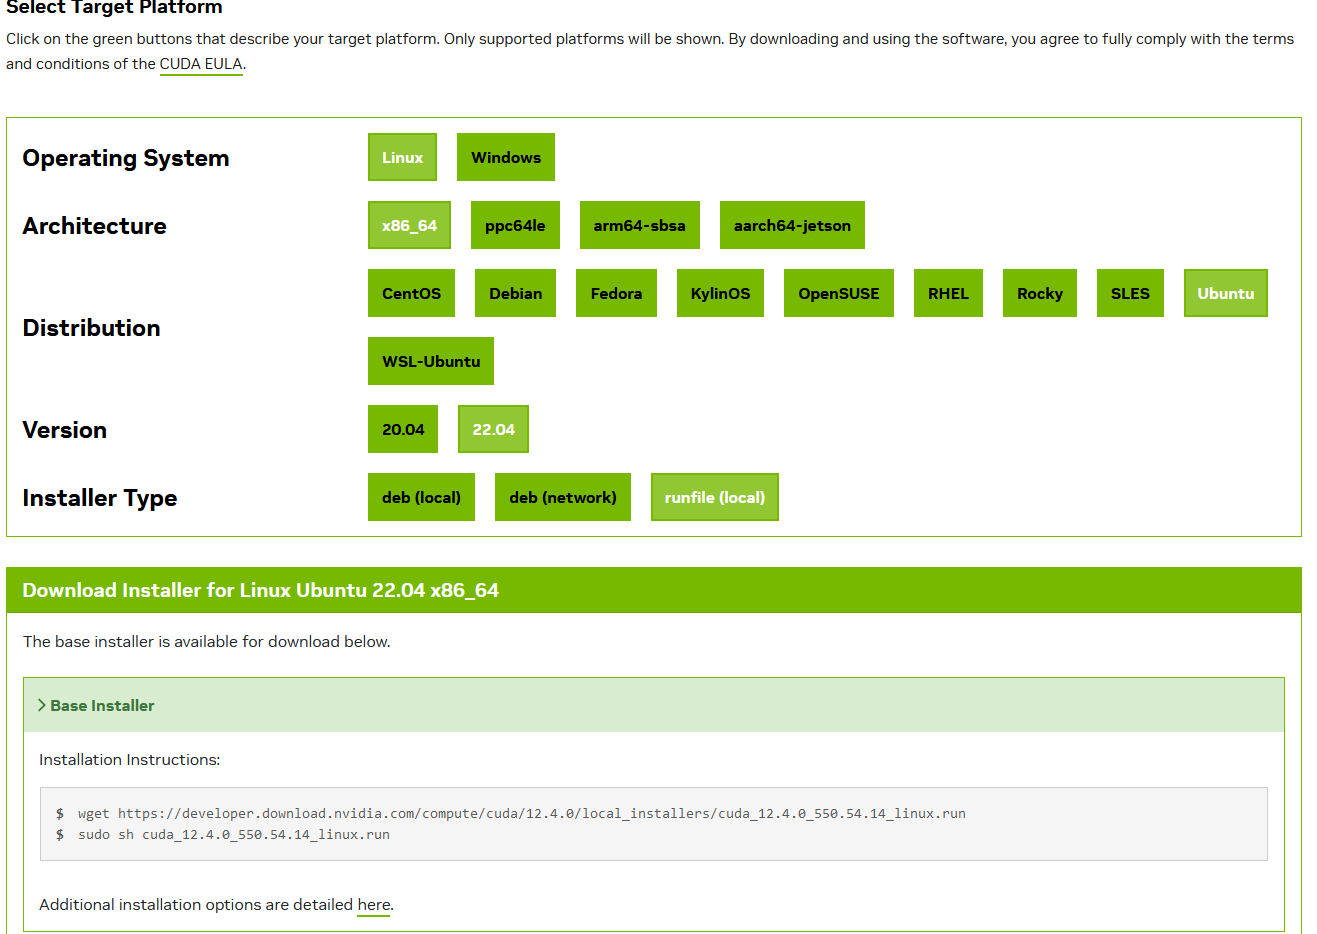 Select Target Platform
Click on the green buttons that describe your target platform. Only supported platforms will be shown. By downloading and using the software, you agree to fully comply with the terms
and conditions of the CUDA EULA.
Operating System
Linux
Windows
Architecture
x86_64
ppc64le
arm64-sbsa
aarch64-jetson
Distribution
CentOS
Debian
Fedora
KylinOS
OpenSUSE
RHEL
Rocky
SLES
Ubuntu
WSL-Ubuntu
Version
20.04
22.04
Installer Type
deb (local)
deb (network)
runfile (local)
Download Installer for Linux Ubuntu 22.04 x86_64
The base installer is available for download below.
> Base Installer
Installation Instructions:
$ wget https://developer.download.nvidia.com/compute/cuda/12.4.0/local_installers/cuda_12.4.0_550.54.14_linux.run
$ sudo sh cuda_12.4.0_550.54.14_linux.run
Additional installation options are detailed here.